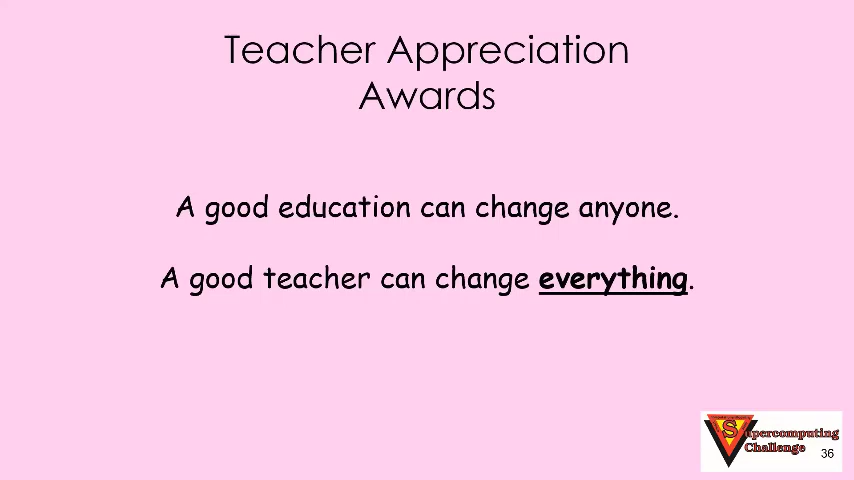 Teacher Appreciation
Awards
A good education can change anyone.
A good teacher can change everything.
Supercomputing
Challenge
36